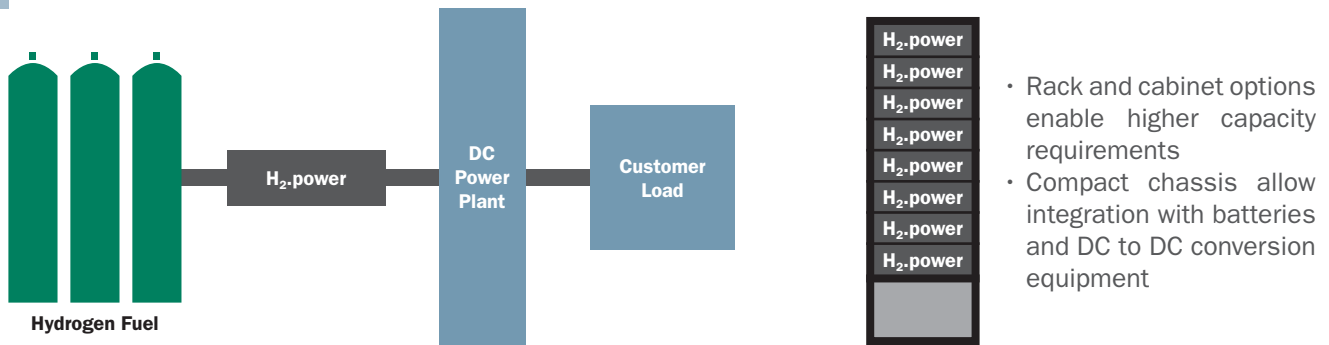 Hydrogen Fuel
H₂.power
DC
Power
Plant
Customer
Load
H₂.power
H₂.power
H₂.power
H₂.power
H₂.power
H₂.power
H₂.power
H₂.power
· Rack and cabinet options
enable higher capacity
requirements
· Compact chassis allow
integration with batteries
and DC to DC conversion
equipment